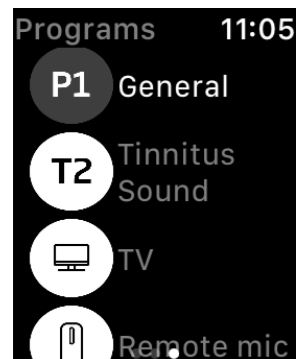 Programs 11:05
P1 General
T2 Tinnitus
Sound
TV
Remote mic